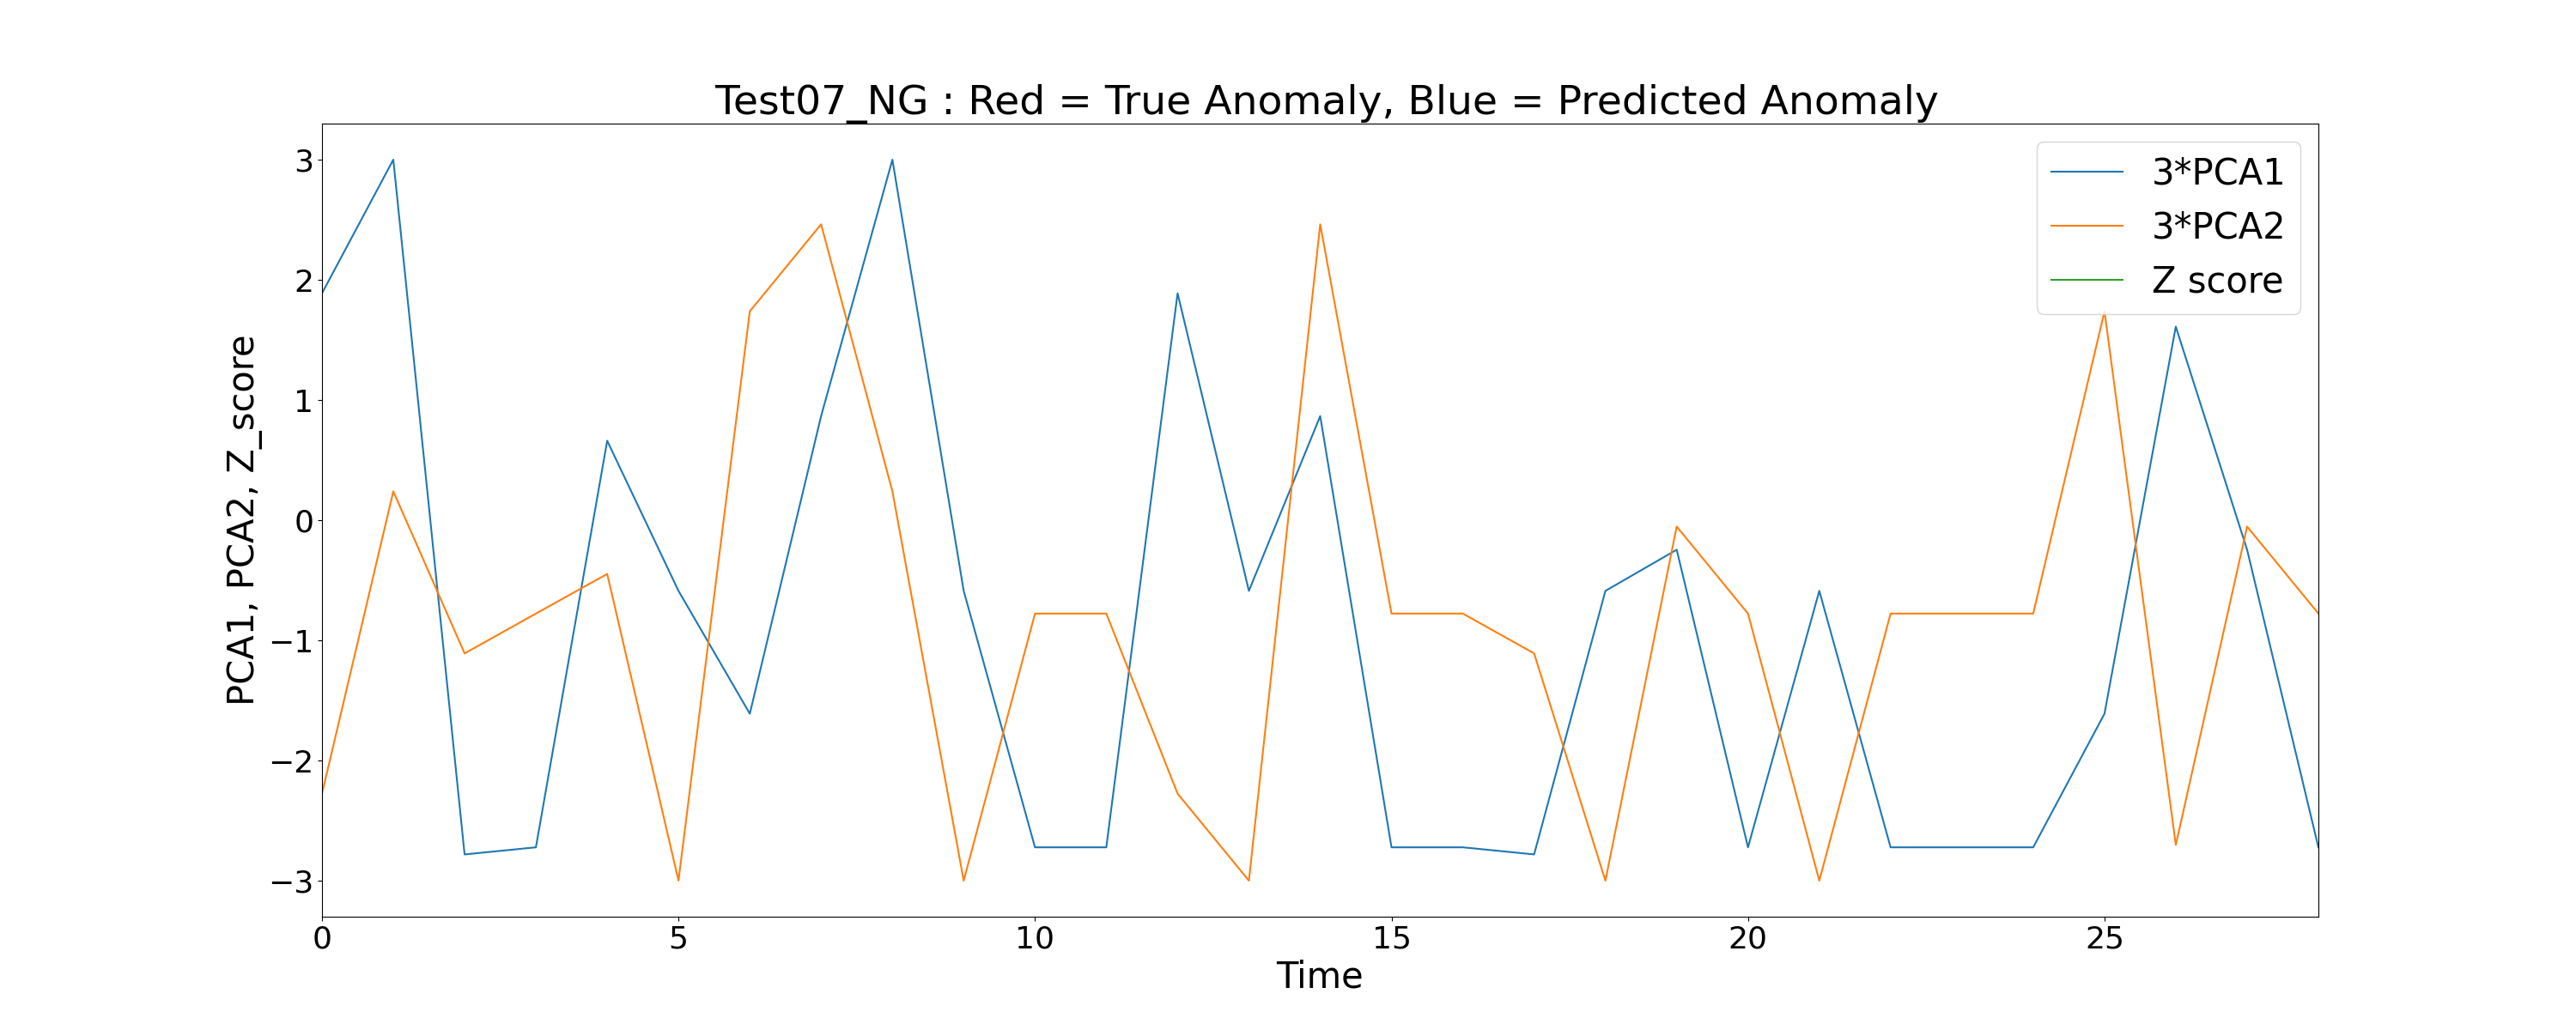 Test07_NG : Red = True Anomaly, Blue = Predicted Anomaly
3*PCA1
3*PCA2
Z score
PCA1, PCA2, Z_score
3
2
1
0
−1
−2
−3
0 5 10 15 20 25
Time